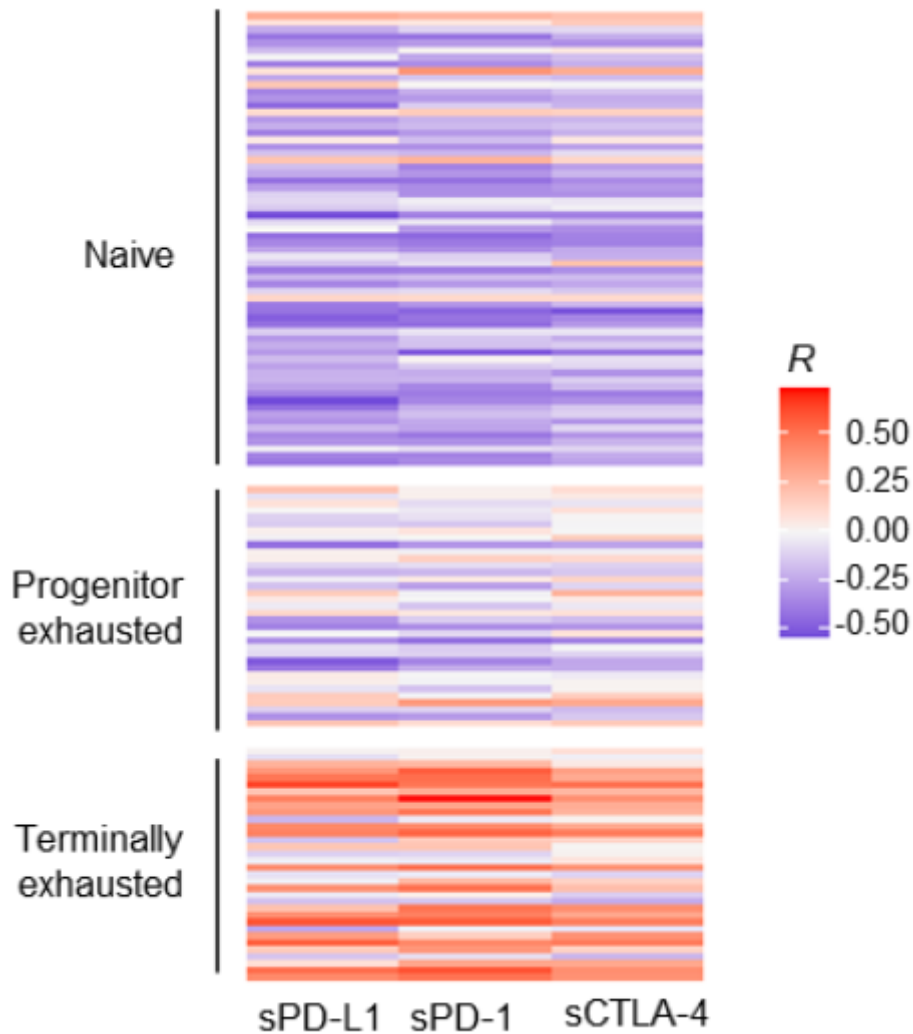 Naive
Progenitor
exhausted
Terminally
exhausted
R
0.50
0.25
0.00
-0.25
-0.50
sPD-L1 sPD-1 sCTLA-4